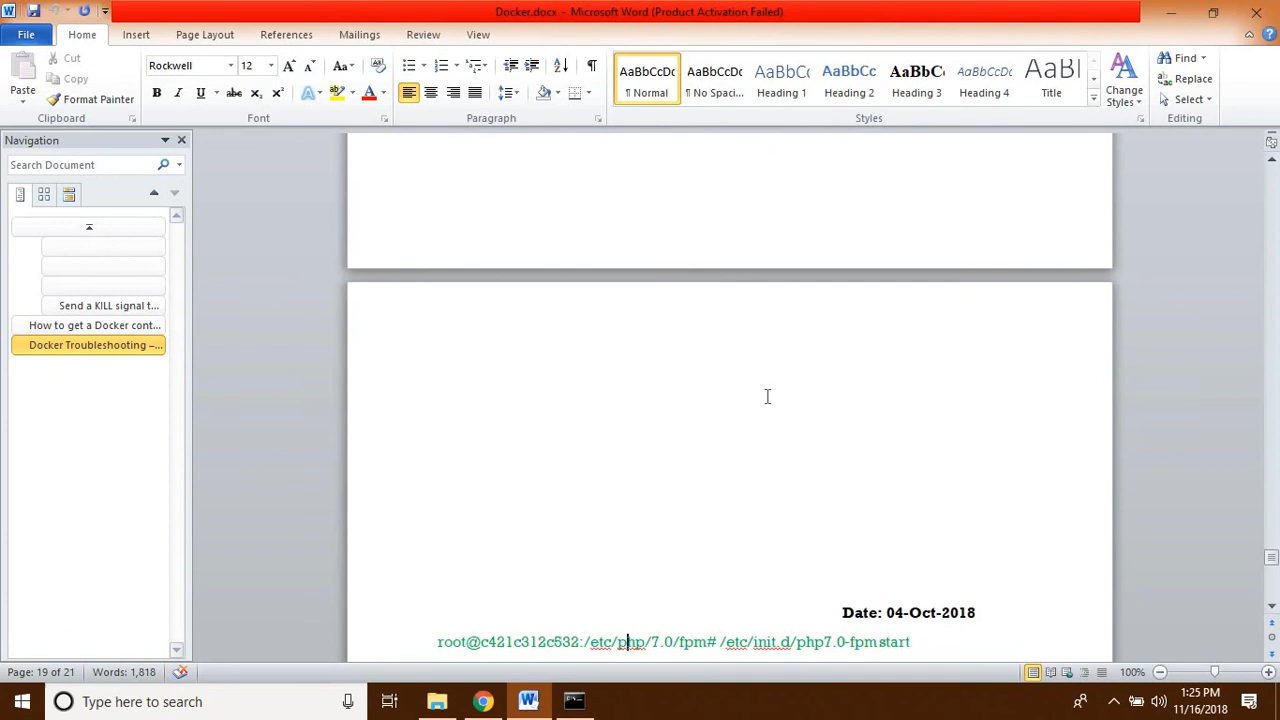 Docker.docx - Microsoft Word (Product Activation Failed)
File Home Insert Page Layout References Mailings Review View
Paste
Cut
Copy
Format Painter
Clipboard
Rockwell 12
Font
Paragraph
AaBbCcDc AaBbCcDc AaBbC AaBbCc AaBbC AaBbCcDc AaBl
¶ Normal ¶ No Spaci... Heading 1 Heading 2 Heading 3 Heading 4 Title
Change Styles
Styles
Find
Replace
Select
Editing
Navigation
Search Document
Send a KILL signal t...
How to get a Docker cont...
Docker Troubleshooting –...
Date: 04-Oct-2018
root@c421c312c532:/etc/php/7.0/fpm# /etc/init.d/php7.0-fpm start
Page: 19 of 21 Words: 1,818 100%
Type here to search
1:25 PM
11/16/2018